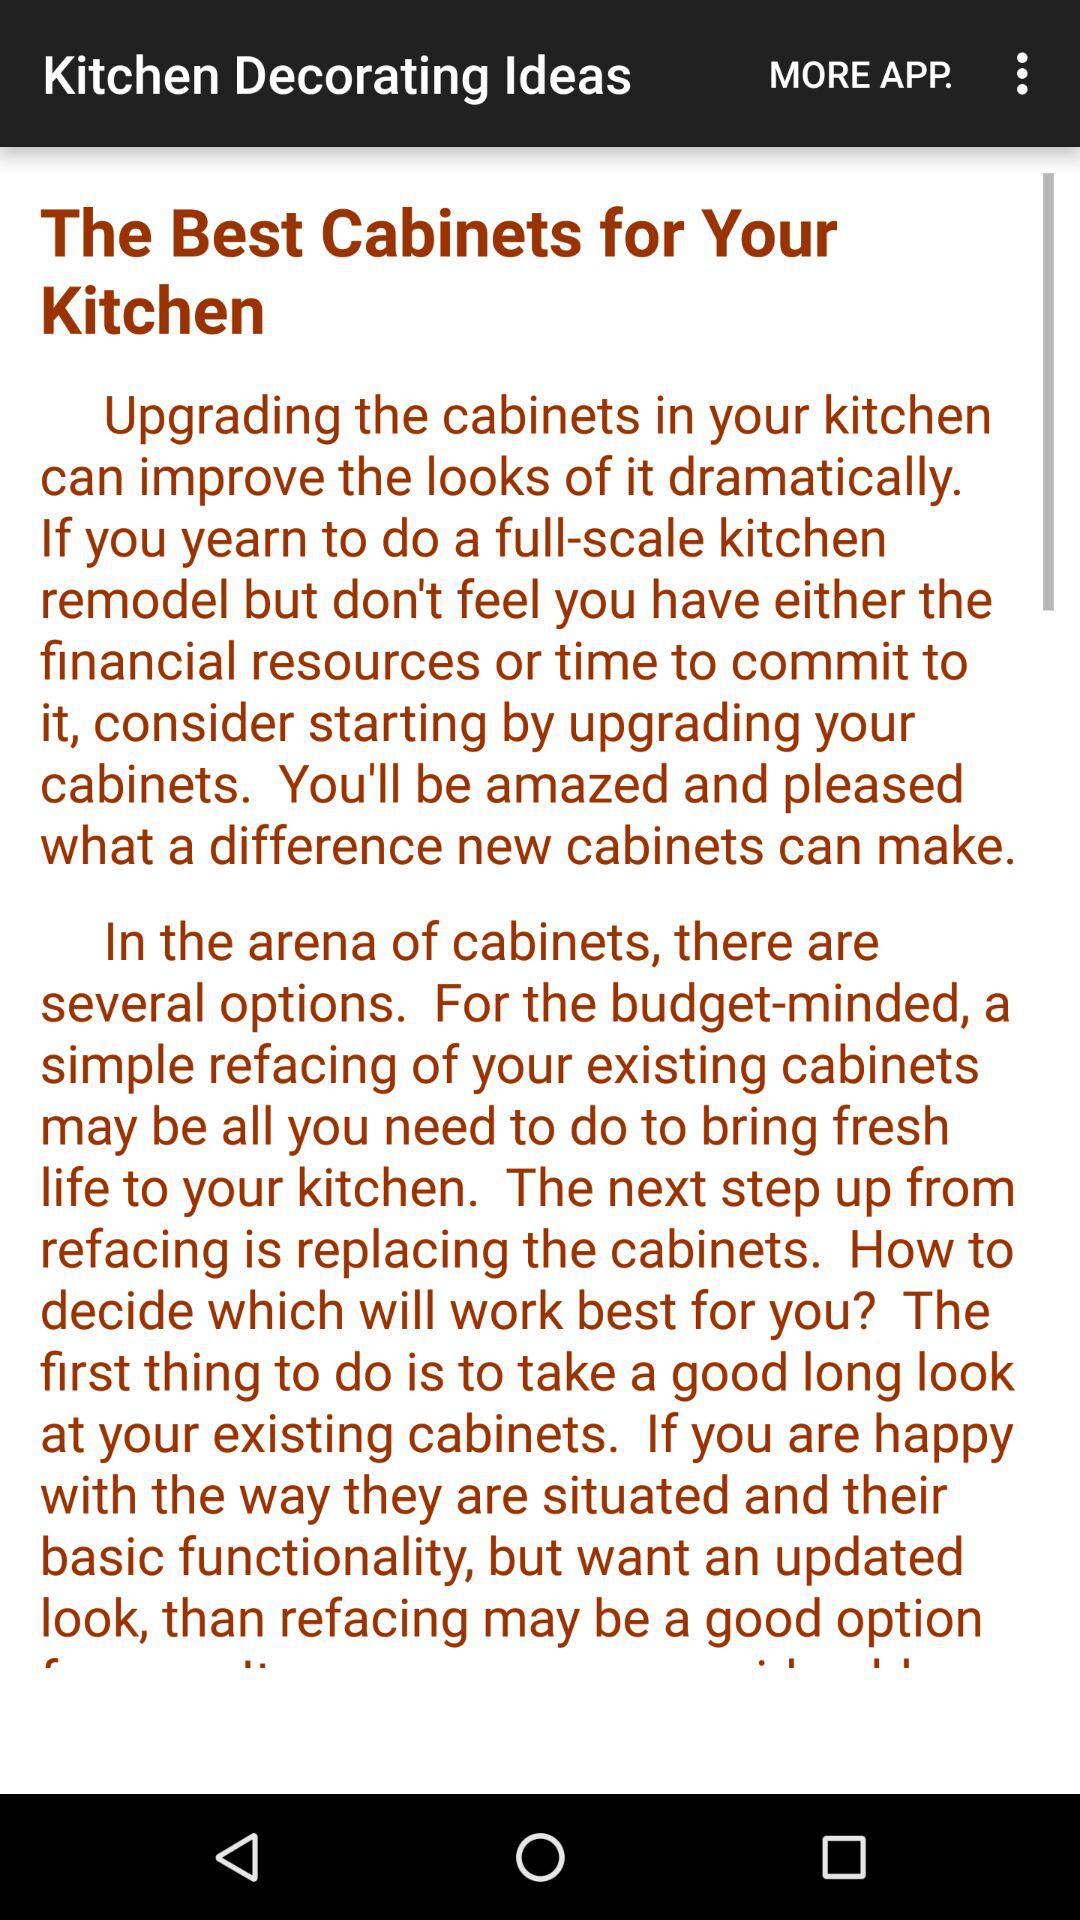 Kitchen Decorating Ideas MORE APP.
The Best Cabinets for Your
Kitchen
Upgrading the cabinets in your kitchen
can improve the looks of it dramatically.
If you yearn to do a full-scale kitchen
remodel but don't feel you have either the
financial resources or time to commit to
it, consider starting by upgrading your
cabinets.  You'll be amazed and pleased
what a difference new cabinets can make.
In the arena of cabinets, there are
several options.  For the budget-minded, a
simple refacing of your existing cabinets
may be all you need to do to bring fresh
life to your kitchen.  The next step up from
refacing is replacing the cabinets.  How to
decide which will work best for you?  The
first thing to do is to take a good long look
at your existing cabinets.  If you are happy
with the way they are situated and their
basic functionality, but want an updated
look, than refacing may be a good option